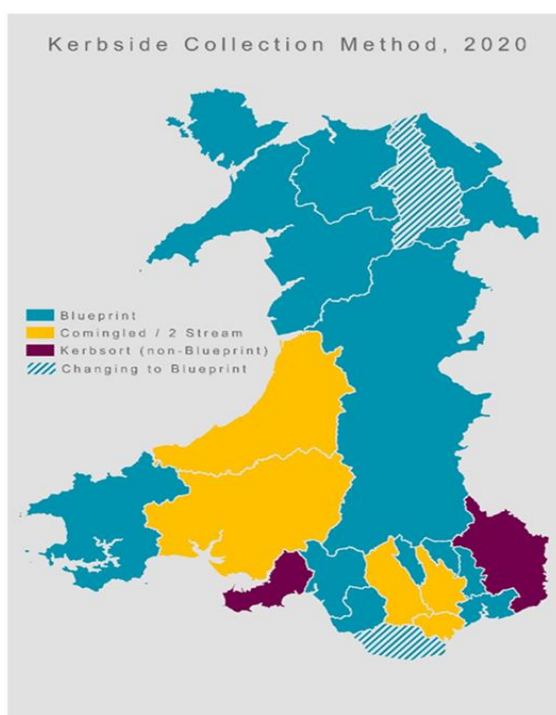 Kerbside Collection Method, 2020
Blueprint
Comingled / 2 Stream
Kerbsort (non-Blueprint)
Changing to Blueprint